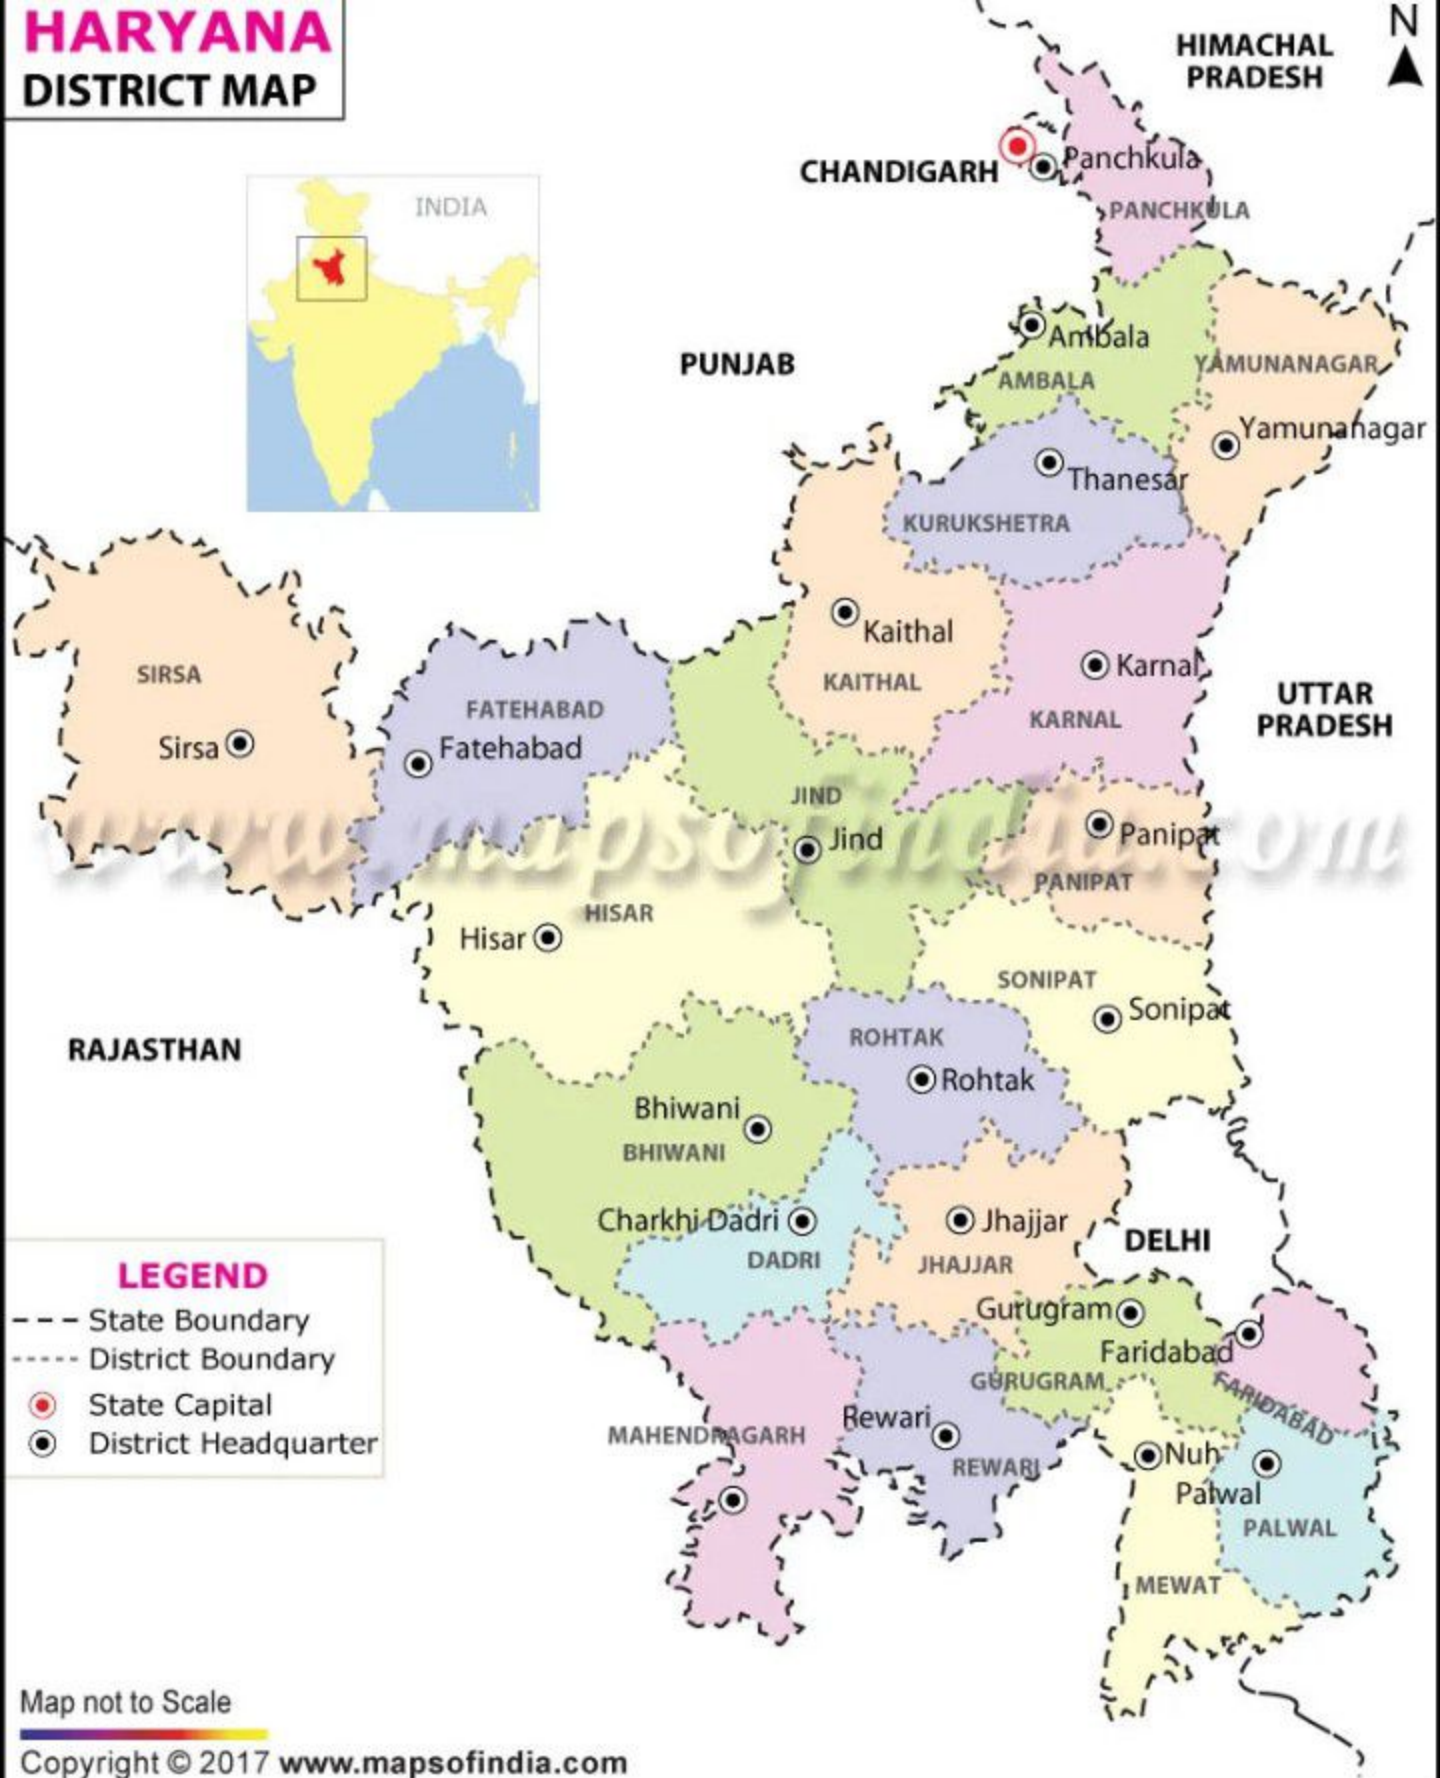 HARYANA
DISTRICT MAP
N
HIMACHAL
PRADESH
CHANDIGARH
Panchkula
PANCHKULA
INDIA
PUNJAB
Ambala
AMBALA
YAMUNANAGAR
Yamunanagar
Thanesar
KURUKSHETRA
Kaithal
KAITHAL
Karnal
KARNAL
UTTAR
PRADESH
SIRSA
Sirsa
FATEHABAD
Fatehabad
JIND
Jind
www.mapsofindia.com
Panipat
PANIPAT
HISAR
Hisar
SONIPAT
Sonipat
RAJASTHAN
ROHTAK
Rohtak
Bhiwani
BHIWANI
Charkhi Dadri
DADRI
Jhajjar
JHAJJAR
DELHI
Gurugram
Faridabad
GURUGRAM
FARIDABAD
MAHENDRAGARH
Rewari
REWARI
Nuh
Palwal
PALWAL
MEWAT
LEGEND
State Boundary
District Boundary
State Capital
District Headquarter
Map not to Scale
Copyright © 2017 www.mapsofindia.com